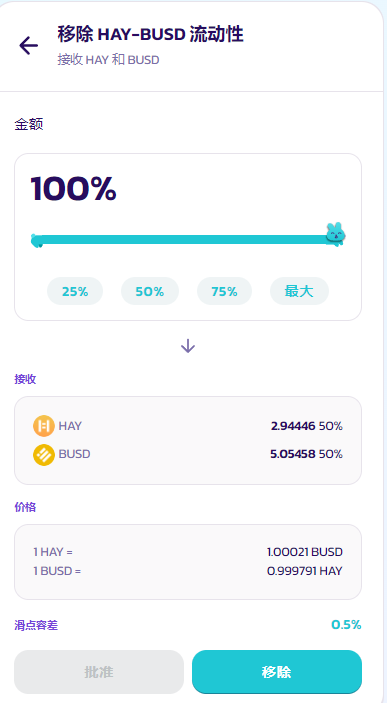 移除 HAY-BUSD 流动性
接收 HAY 和 BUSD
金额
100%
25% 50% 75% 最大
接收
HAY 2.94446 50%
BUSD 5.05458 50%
价格
1 HAY = 1.00021 BUSD
1 BUSD = 0.999791 HAY
滑点容差 0.5%
批准 移除